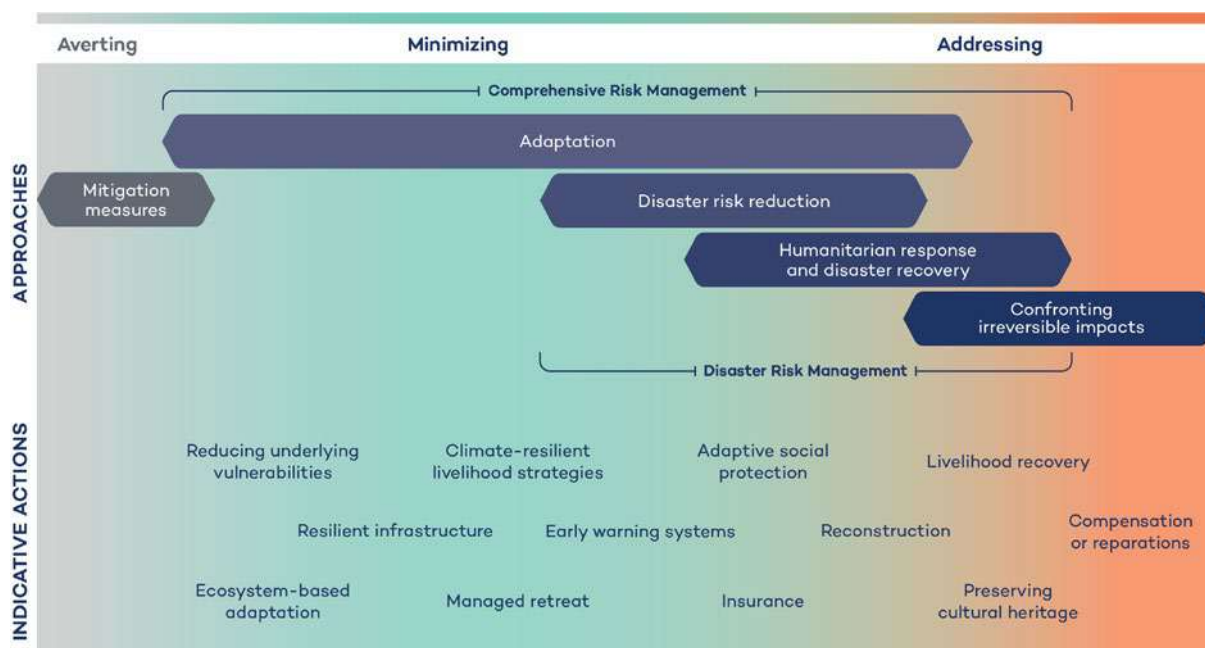 Averting
Minimizing
Addressing
APPROACHES
Comprehensive Risk Management
Adaptation
Mitigation
measures
Disaster risk reduction
Humanitarian response
and disaster recovery
Confronting
irreversible impacts
Disaster Risk Management
INDICATIVE ACTIONS
Reducing underlying
vulnerabilities
Climate-resilient
livelihood strategies
Adaptive social
protection
Livelihood recovery
Resilient infrastructure
Early warning systems
Reconstruction
Compensation
or reparations
Ecosystem-based
adaptation
Managed retreat
Insurance
Preserving
cultural heritage